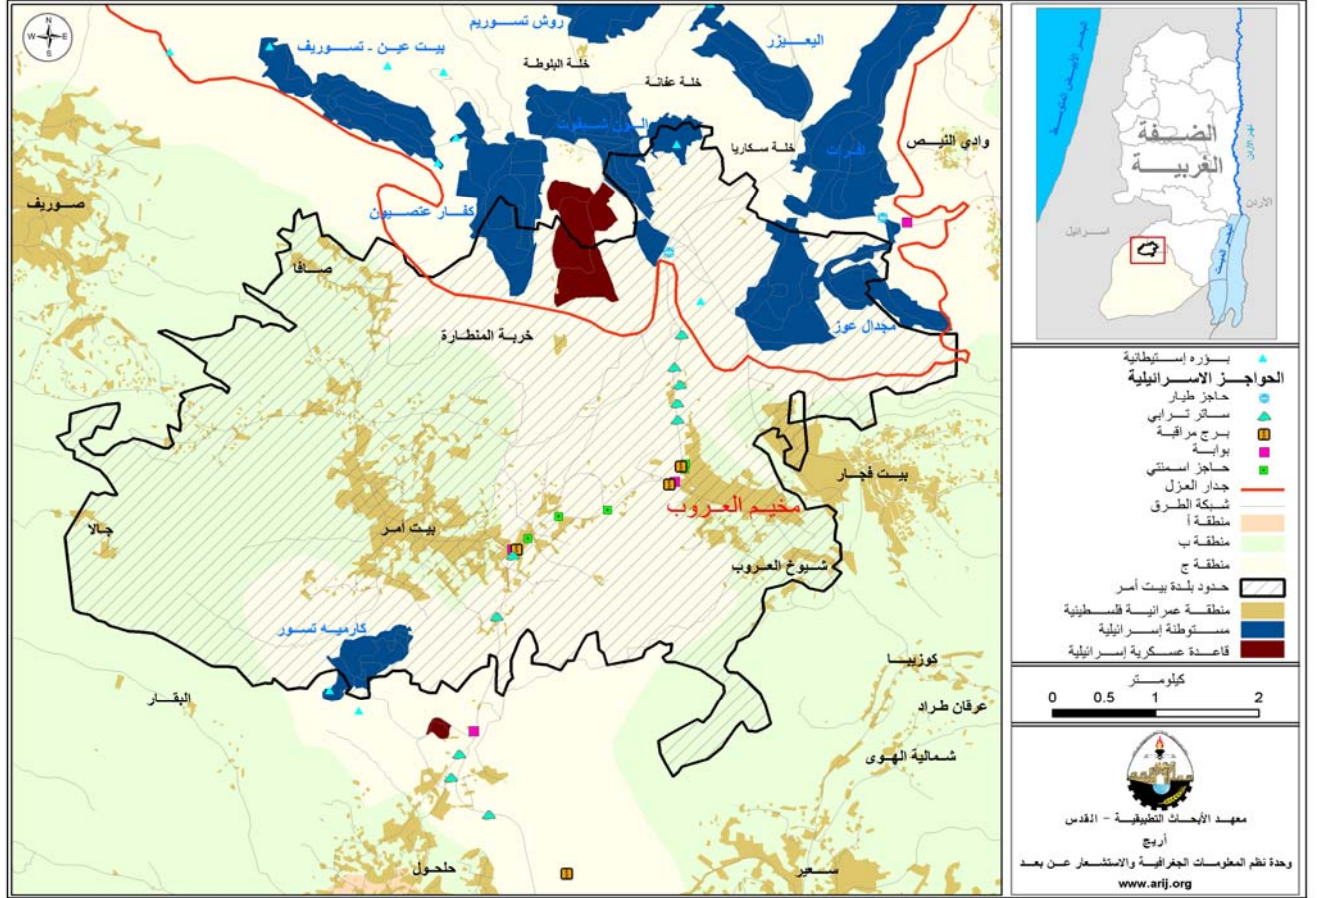 N
W E
S
روش تسوريم
اليعيزر
بيت عين - تسوريف
خلة البلوطة
خلة عفانة
الون شيفوت
خلة سكاريا
افرات
وادي النيص
صوريف
كفار عتصيون
صافا
خربة المنطارة
مجدال عوز
بيت فجار
مخيم العروب
جالا
بيت أمر
شيوخ العروب
كارميه تسور
كوزيبا
البقار
عرقان طراد
شمالية الهوى
حلحول
سعير
البحر الأبيض المتوسط
الضفة
الغربية
نهر الأردن
الأردن
اسرائيل
البحر الميت
بؤره إستيطانية
الحواجز الاسرائيلية
حاجز طيار
ساتر ترابي
برج مراقبة
بوابة
حاجز اسمنتي
جدار العزل
شبكة الطرق
منطقة أ
منطقة ب
منطقة ج
حدود بلدة بيت أمر
منطقة عمرانية فلسطينية
مستوطنة إسرائيلية
قاعدة عسكرية إسرائيلية
كيلومتر
0 0.5 1 2
معهد الأبحاث التطبيقية - القدس
أريج
وحدة نظم المعلومات الجغرافية والاستشعار عن بعد
www.arij.org